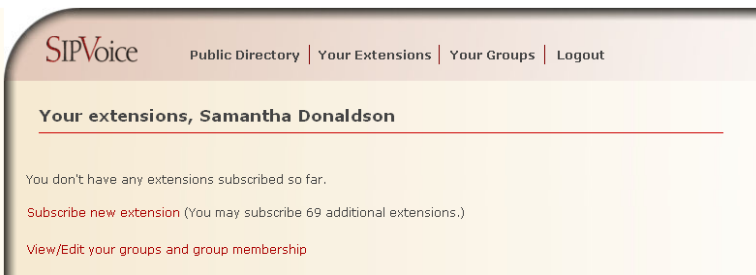 SIPVoice Public Directory | Your Extensions | Your Groups | Logout
Your extensions, Samantha Donaldson
You don't have any extensions subscribed so far.
Subscribe new extension (You may subscribe 69 additional extensions.)
View/Edit your groups and group membership